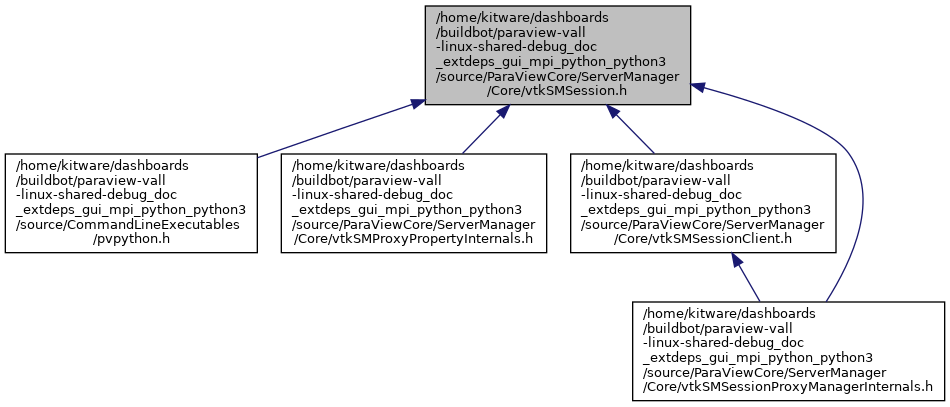 /home/kitware/dashboards
/buildbot/paraview-vall
-linux-shared-debug_doc
_extdeps_gui_mpi_python_python3
/source/ParaViewCore/ServerManager
/Core/vtkSMSession.h
/home/kitware/dashboards
/buildbot/paraview-vall
-linux-shared-debug_doc
_extdeps_gui_mpi_python_python3
/source/CommandLineExecutables
/pvpython.h
/home/kitware/dashboards
/buildbot/paraview-vall
-linux-shared-debug_doc
_extdeps_gui_mpi_python_python3
/source/ParaViewCore/ServerManager
/Core/vtkSMProxyPropertyInternals.h
/home/kitware/dashboards
/buildbot/paraview-vall
-linux-shared-debug_doc
_extdeps_gui_mpi_python_python3
/source/ParaViewCore/ServerManager
/Core/vtkSMSessionClient.h
/home/kitware/dashboards
/buildbot/paraview-vall
-linux-shared-debug_doc
_extdeps_gui_mpi_python_python3
/source/ParaViewCore/ServerManager
/Core/vtkSMSessionProxyManagerInternals.h